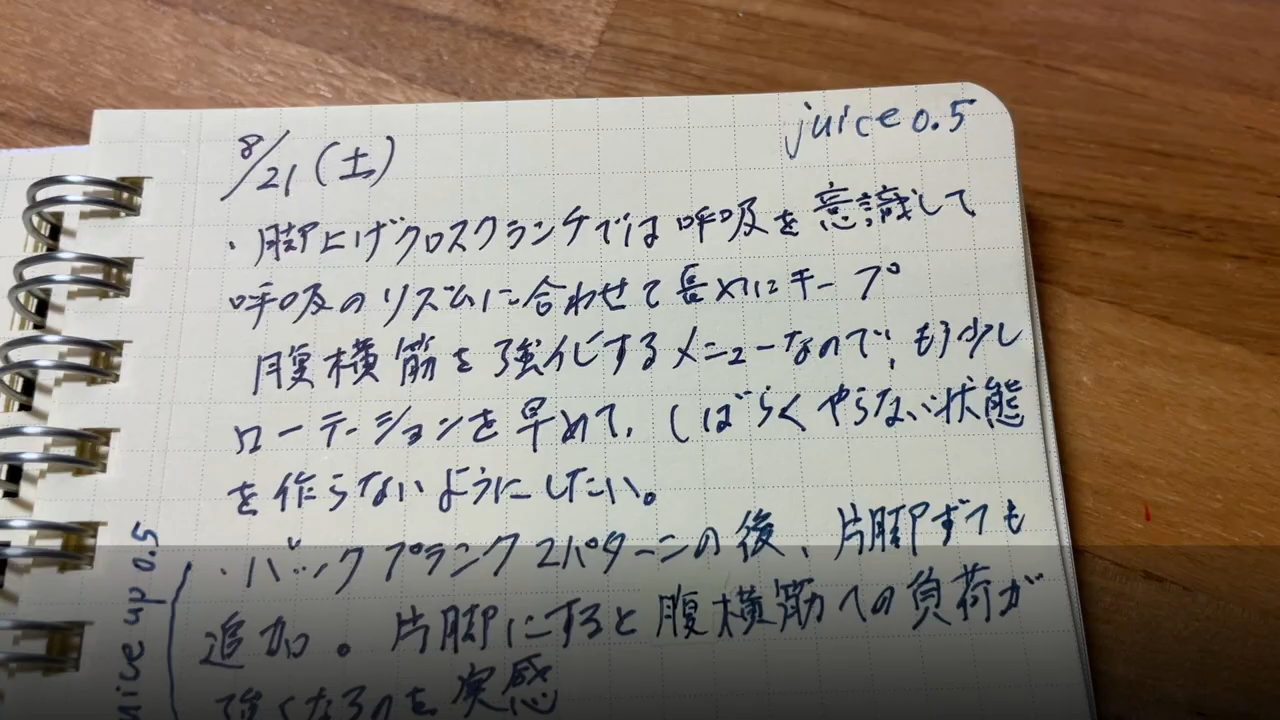 juice 0.5
8/21(土)
・脚上げクロスクランチでは呼吸を意識して
呼吸のリズムに合わせて長めにキープ
腹横筋を強化するメニューなので、もう少し
ローテーションを早めて、しばらくやらない状態
を作らないようにしたい。
・バックプランク2パターンの後、片脚ずつも
追加。片脚にすると腹横筋への負荷が
強くなるのを実感
juice up 0.5